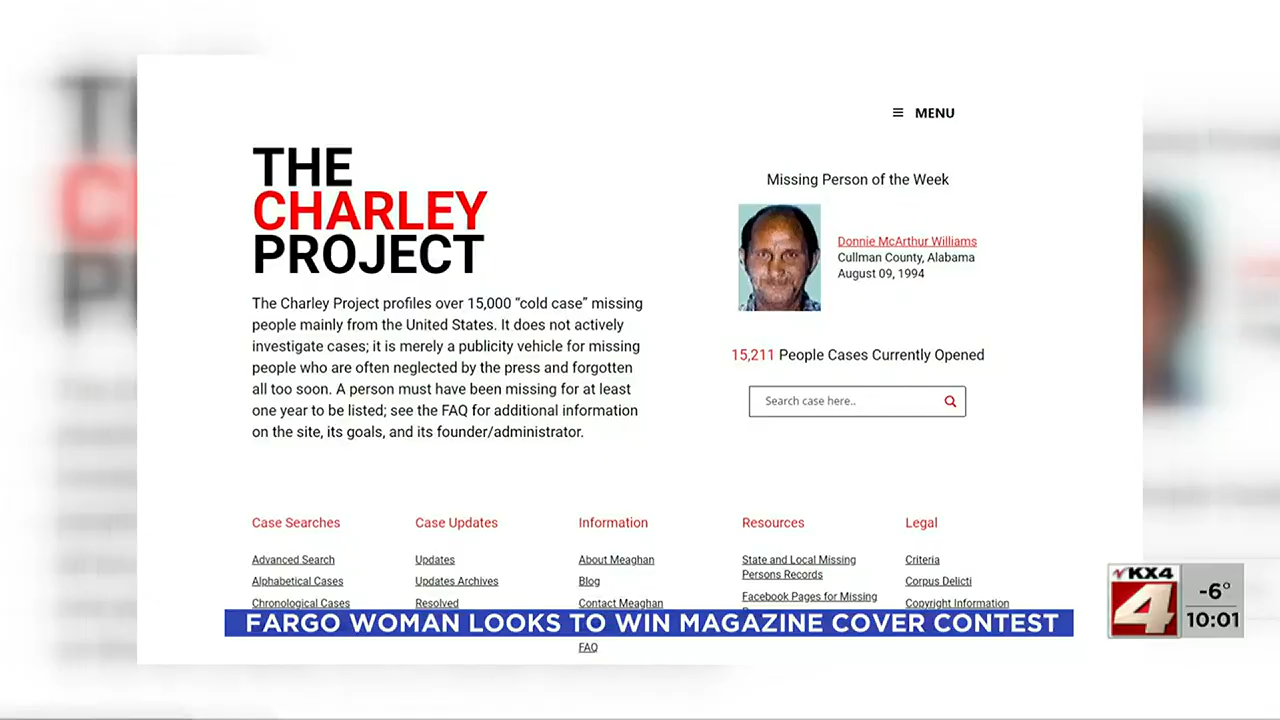 MENU
THE
CHARLEY
PROJECT
The Charley Project profiles over 15,000 “cold case” missing
people mainly from the United States. It does not actively
investigate cases; it is merely a publicity vehicle for missing
people who are often neglected by the press and forgotten
all too soon. A person must have been missing for at least
one year to be listed; see the FAQ for additional information
on the site, its goals, and its founder/administrator.
Missing Person of the Week
Donnie McArthur Williams
Cullman County, Alabama
August 09, 1994
15,211 People Cases Currently Opened
Search case here..
Case Searches
Advanced Search
Alphabetical Cases
Chronological Cases
Case Updates
Updates
Updates Archives
Resolved
Information
About Meaghan
Blog
Contact Meaghan
FAQ
Resources
State and Local Missing
Persons Records
Facebook Pages for Missing
Legal
Criteria
Corpus Delicti
Copyright Information
FARGO WOMAN LOOKS TO WIN MAGAZINE COVER CONTEST
KX4
4
-6°
10:01